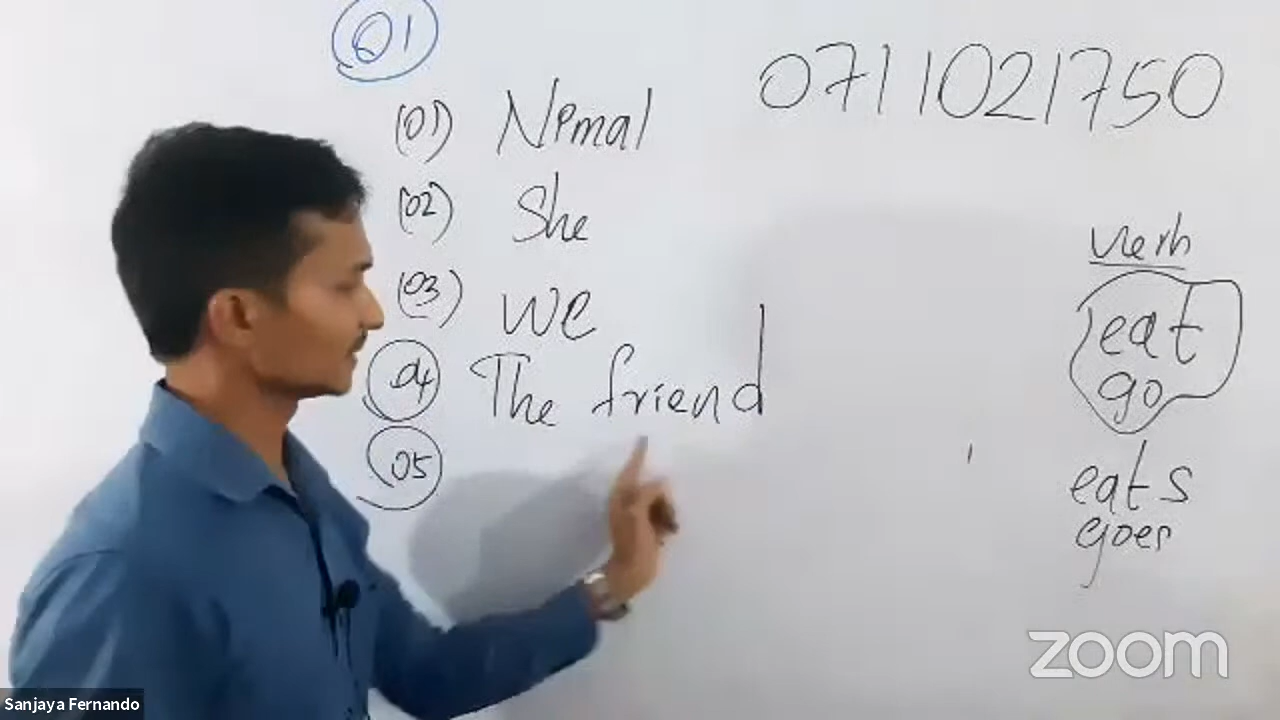 01
0711021750
(01) Nimal
(02) She
(03) We
04 The friend
05
verb
eat
go
eats
goes
zoom
Sanjaya Fernando